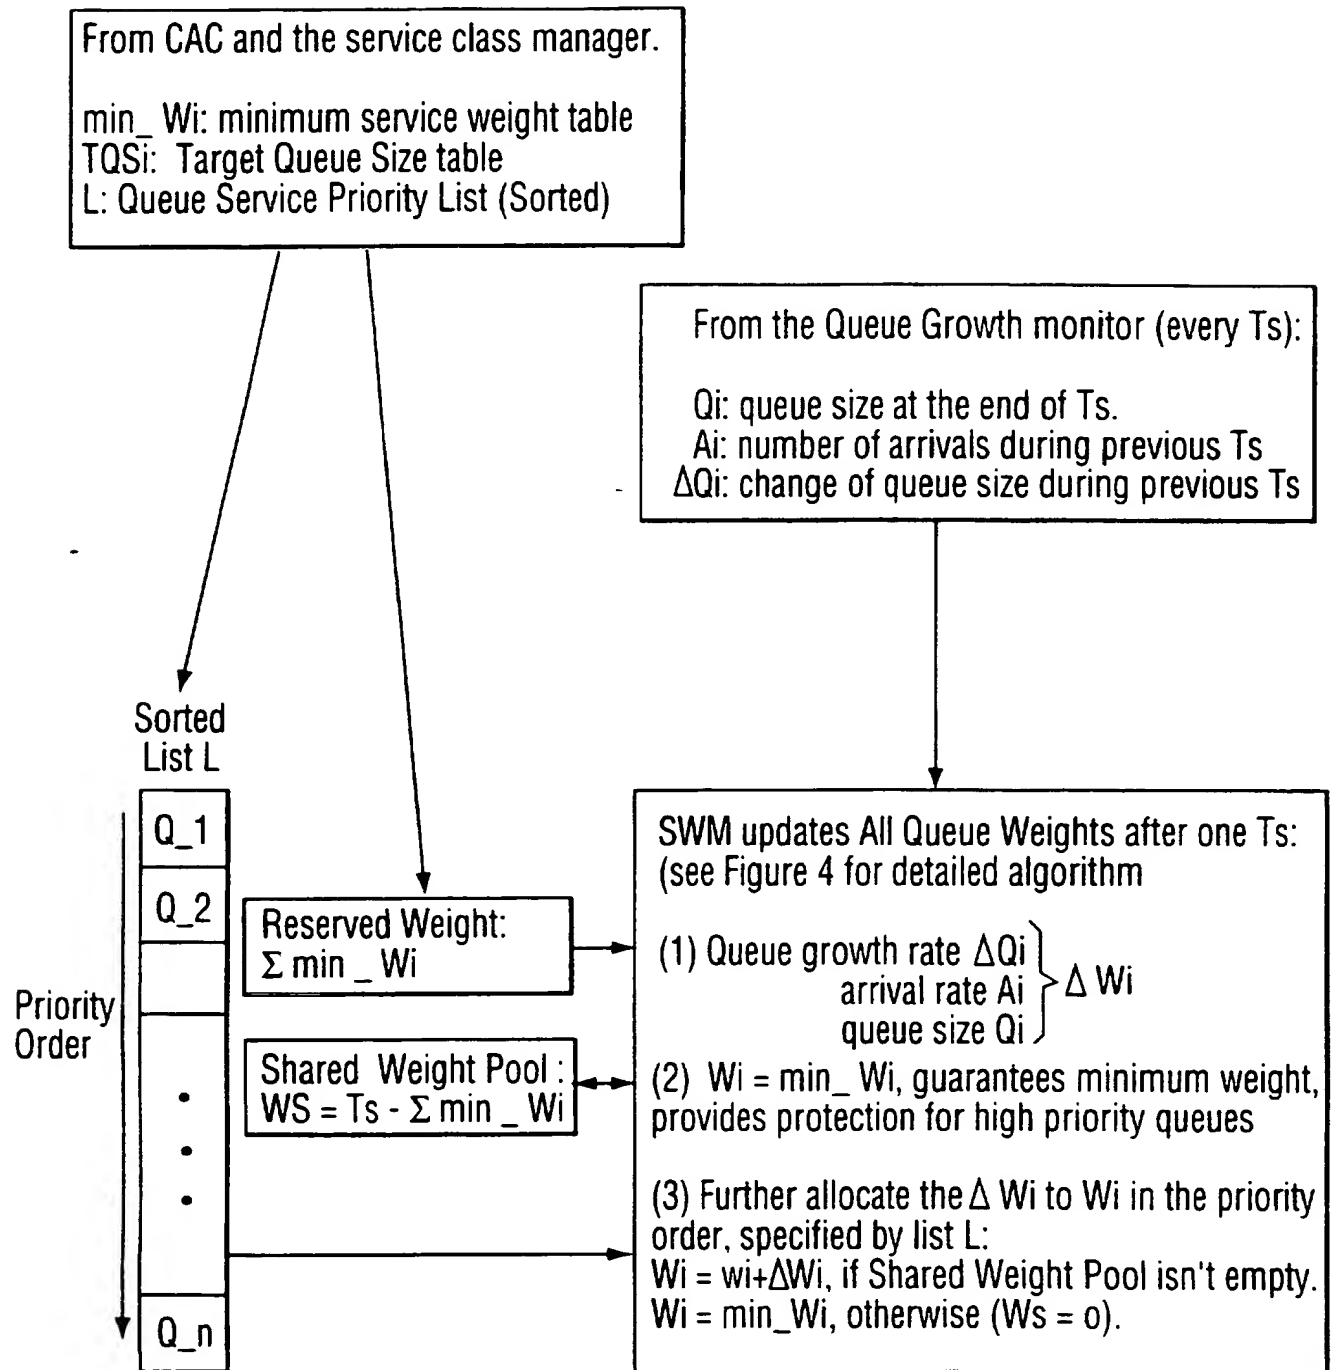 From CAC and the service class manager.
min_ Wi: minimum service weight table
TQSi: Target Queue Size table
L: Queue Service Priority List (Sorted)
From the Queue Growth monitor (every Ts):
Qi: queue size at the end of Ts.
Ai: number of arrivals during previous Ts
ΔQi: change of queue size during previous Ts
Sorted
List L
Q_1
Q_2
Q_n
Priority
Order
Reserved Weight:
Σ min _ Wi
Shared Weight Pool :
WS = Ts - Σ min _ Wi
SWM updates All Queue Weights after one Ts:
(see Figure 4 for detailed algorithm
(1) Queue growth rate ΔQi
arrival rate Ai
queue size Qi
Δ Wi
(2) Wi = min_ Wi, guarantees minimum weight,
provides protection for high priority queues
(3) Further allocate the Δ Wi to Wi in the priority
order, specified by list L:
Wi = wi+ΔWi, if Shared Weight Pool isn't empty.
Wi = min_Wi, otherwise (Ws = o).